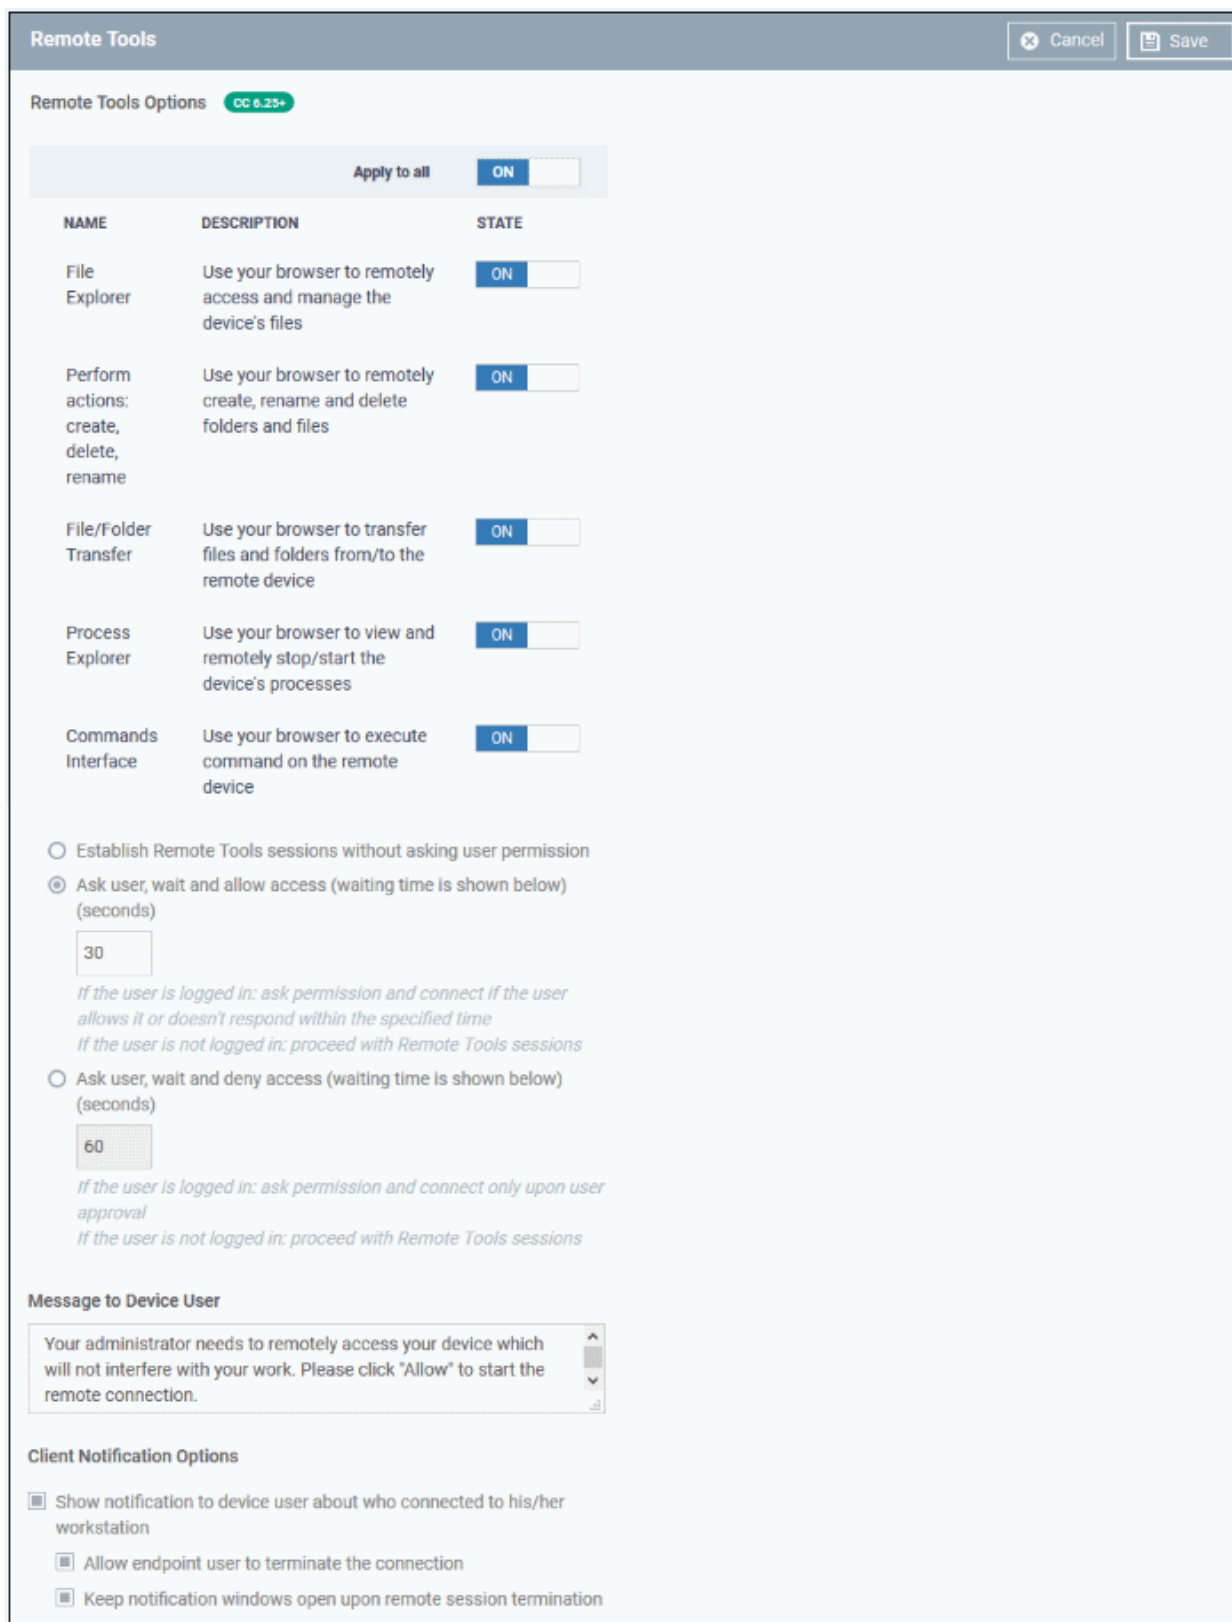 Remote Tools
Cancel
Save
Remote Tools Options CC 6.25+
Apply to all ON
NAME DESCRIPTION STATE
File Use your browser to remotely ON
Explorer access and manage the
device's files
Perform Use your browser to remotely ON
actions: create, rename and delete
create, folders and files
delete,
rename
File/Folder Use your browser to transfer ON
Transfer files and folders from/to the
remote device
Process Use your browser to view and ON
Explorer remotely stop/start the
device's processes
Commands Use your browser to execute ON
Interface command on the remote
device
Establish Remote Tools sessions without asking user permission
Ask user, wait and allow access (waiting time is shown below)
(seconds)
30
If the user is logged in: ask permission and connect if the user
allows it or doesn't respond within the specified time
If the user is not logged in: proceed with Remote Tools sessions
Ask user, wait and deny access (waiting time is shown below)
(seconds)
60
If the user is logged in: ask permission and connect only upon user
approval
If the user is not logged in: proceed with Remote Tools sessions
Message to Device User
Your administrator needs to remotely access your device which
will not interfere with your work. Please click "Allow" to start the
remote connection.
Client Notification Options
Show notification to device user about who connected to his/her
workstation
Allow endpoint user to terminate the connection
Keep notification windows open upon remote session termination